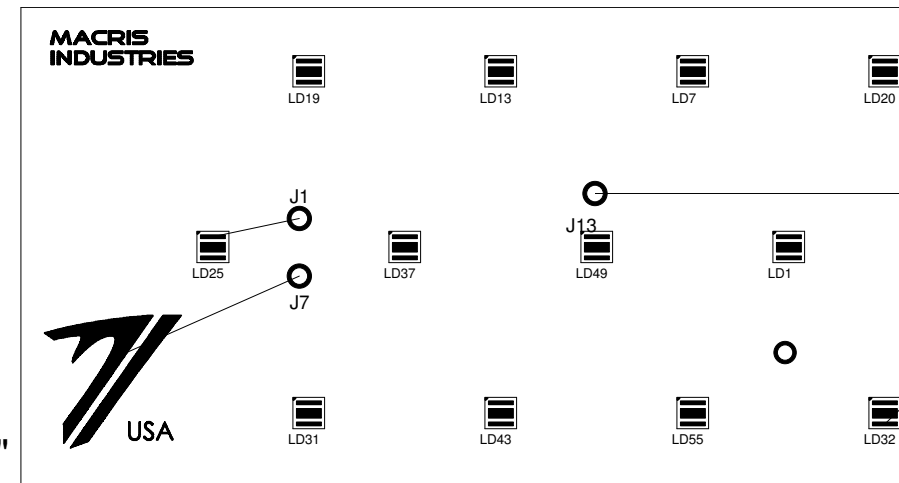 MACRIS
INDUSTRIES
LD19 LD13 LD7 LD20
J1
J13
LD25 LD37 LD49 LD1
J7
USA
LD31 LD43 LD55 LD32
"